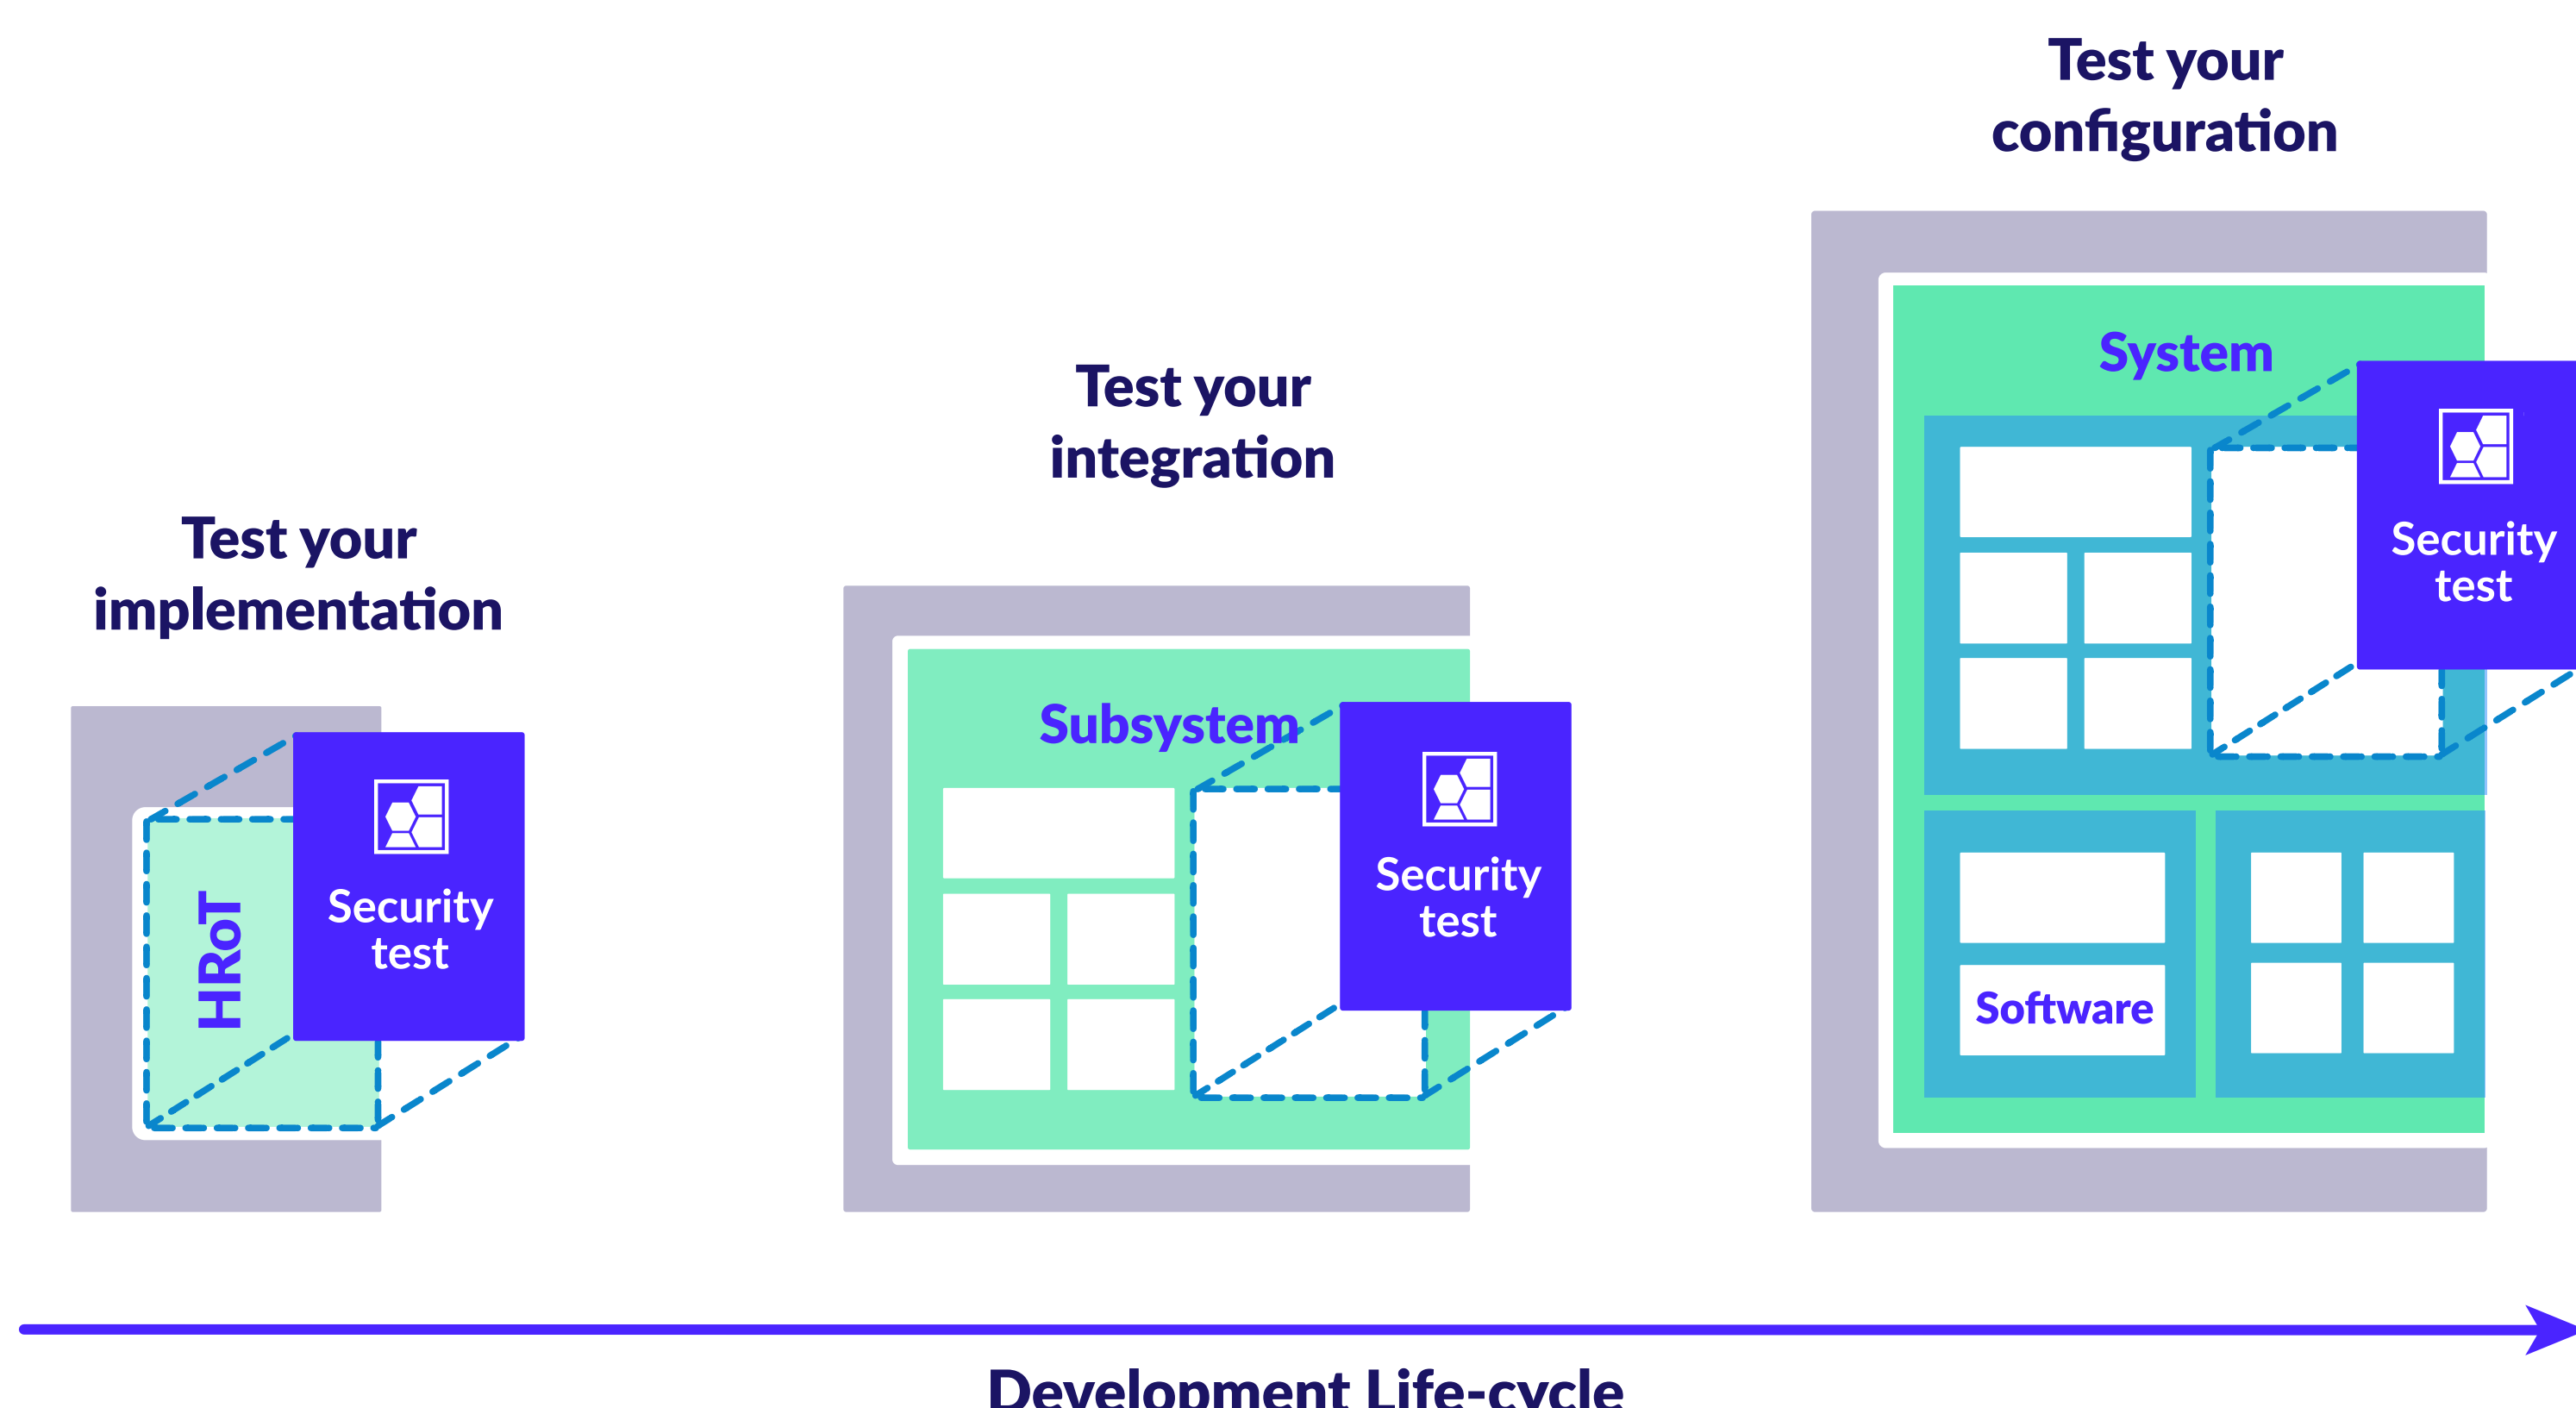 Test your
implementation
HRoT
Security
test
Test your
integration
Subsystem
Security
test
Test your
configuration
System
Security
test
Software
Development Life-cycle